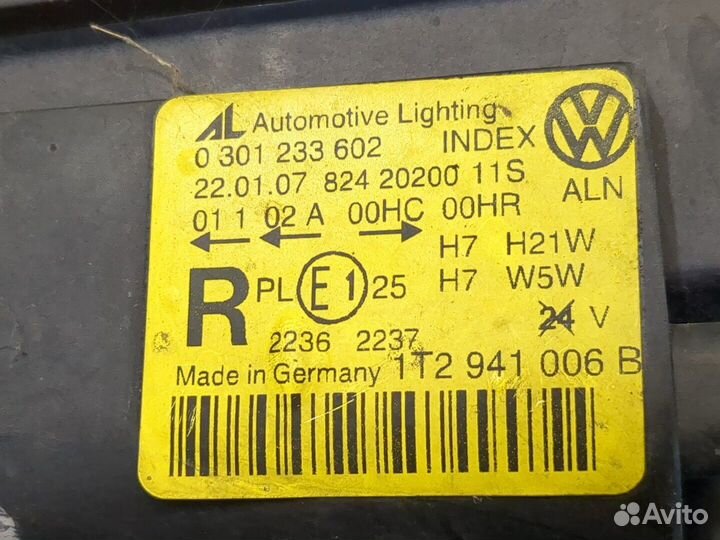 AL Automotive Lighting
0 301 233 602 INDEX
22.01.07 824 20200 11S
ALN
01 1 02 A 00HC 00HR
H7 H21W
R PL E1 25 H7 W5W
24 V
2236 2237
Made in Germany 1T2 941 006 B
Avito